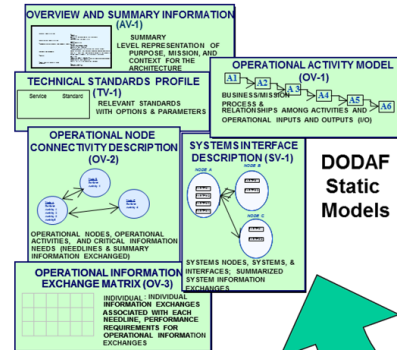 OVERVIEW AND SUMMARY INFORMATION
(AV-1)
SUMMARY
LEVEL REPRESENTATION OF
PURPOSE, MISSION, AND
CONTEXT FOR THE
ARCHITECTURE
TECHNICAL STANDARDS PROFILE
(TV-1)
Service Standard
RELEVANT STANDARDS
WITH OPTIONS & PARAMETERS
OPERATIONAL ACTIVITY MODEL
(OV-1)
A1
A2
A 3
A4
A5
A6
BUSINESS/MISSION
PROCESS &
RELATIONSHIPS AMONG ACTIVITIES AND
OPERATIONAL INPUTS AND OUTPUTS (I/O)
OPERATIONAL NODE
CONNECTIVITY DESCRIPTION
(OV-2)
OPERATIONAL NODES, OPERATIONAL
ACTIVITIES, AND CRITICAL INFORMATION
NEEDS (NEEDLINES & SUMMARY
INFORMATION EXCHANGED)
SYSTEMS INTERFACE
DESCRIPTION (SV-1)
NODE A
NODE B
NODE C
SYSTEMS NODES, SYSTEMS, &
INTERFACES; SUMMARIZED
SYSTEM INFORMATION
EXCHANGES
DODAF
Static
Models
OPERATIONAL INFORMATION
EXCHANGE MATRIX (OV-3)
INDIVIDUAL : INDIVIDUAL
INFORMATION EXCHANGES
ASSOCIATED WITH EACH
NEEDLINE, PERFORMANCE
REQUIREMENTS FOR
OPERATIONAL INFORMATION
EXCHANGES